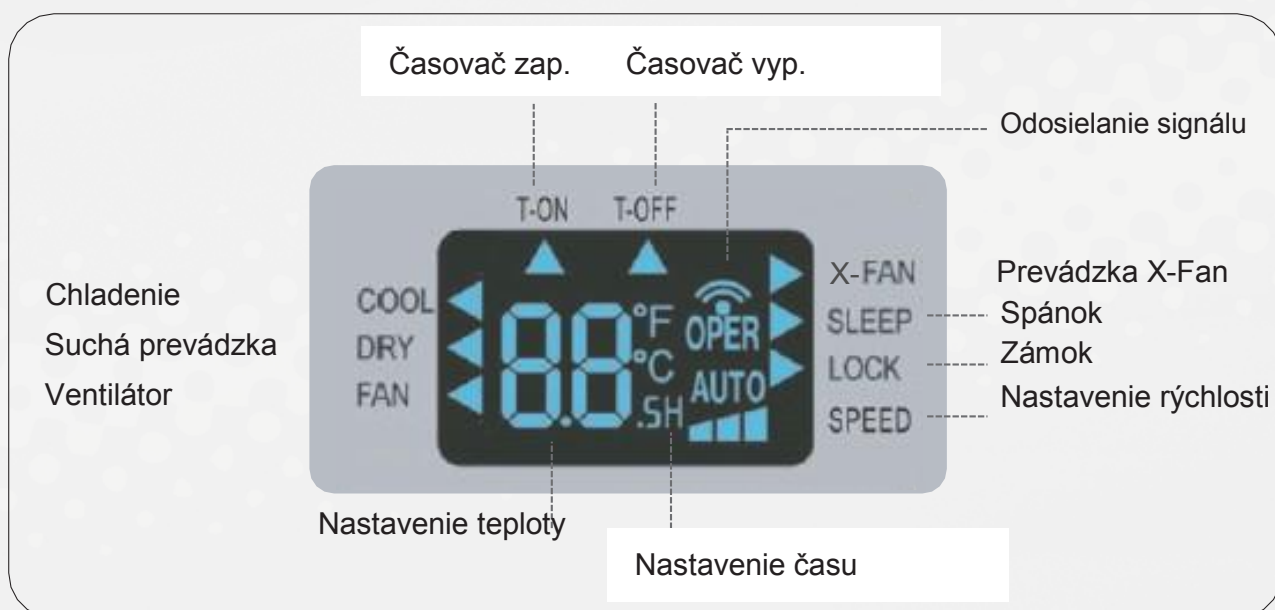 Časovač zap. Časovač vyp.
Odosielanie signálu
T-ON T-OFF
X-FAN
Prevádzka X-Fan
Chladenie
COOL
°F
OPER
SLEEP
Spánok
Suchá prevádzka
DRY
88
°C
LOCK
Zámok
Ventilátor
FAN
AUTO
Nastavenie rýchlosti
.5H
SPEED
Nastavenie teploty
Nastavenie času